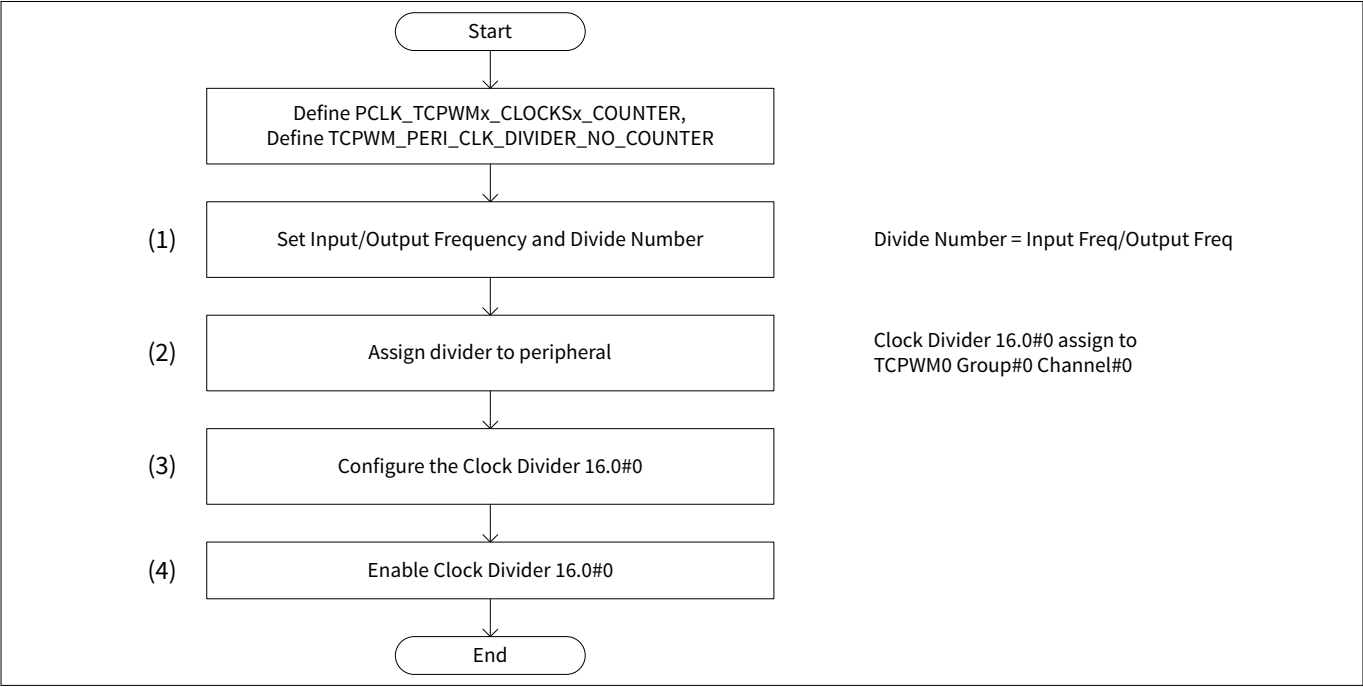 Start
Define PCLK_TCPWMx_CLOCKSx_COUNTER,
Define TCPWM_PERI_CLK_DIVIDER_NO_COUNTER
(1)
Set Input/Output Frequency and Divide Number
Divide Number = Input Freq/Output Freq
(2)
Assign divider to peripheral
Clock Divider 16.0#0 assign to
TCPWM0 Group#0 Channel#0
(3)
Configure the Clock Divider 16.0#0
(4)
Enable Clock Divider 16.0#0
End